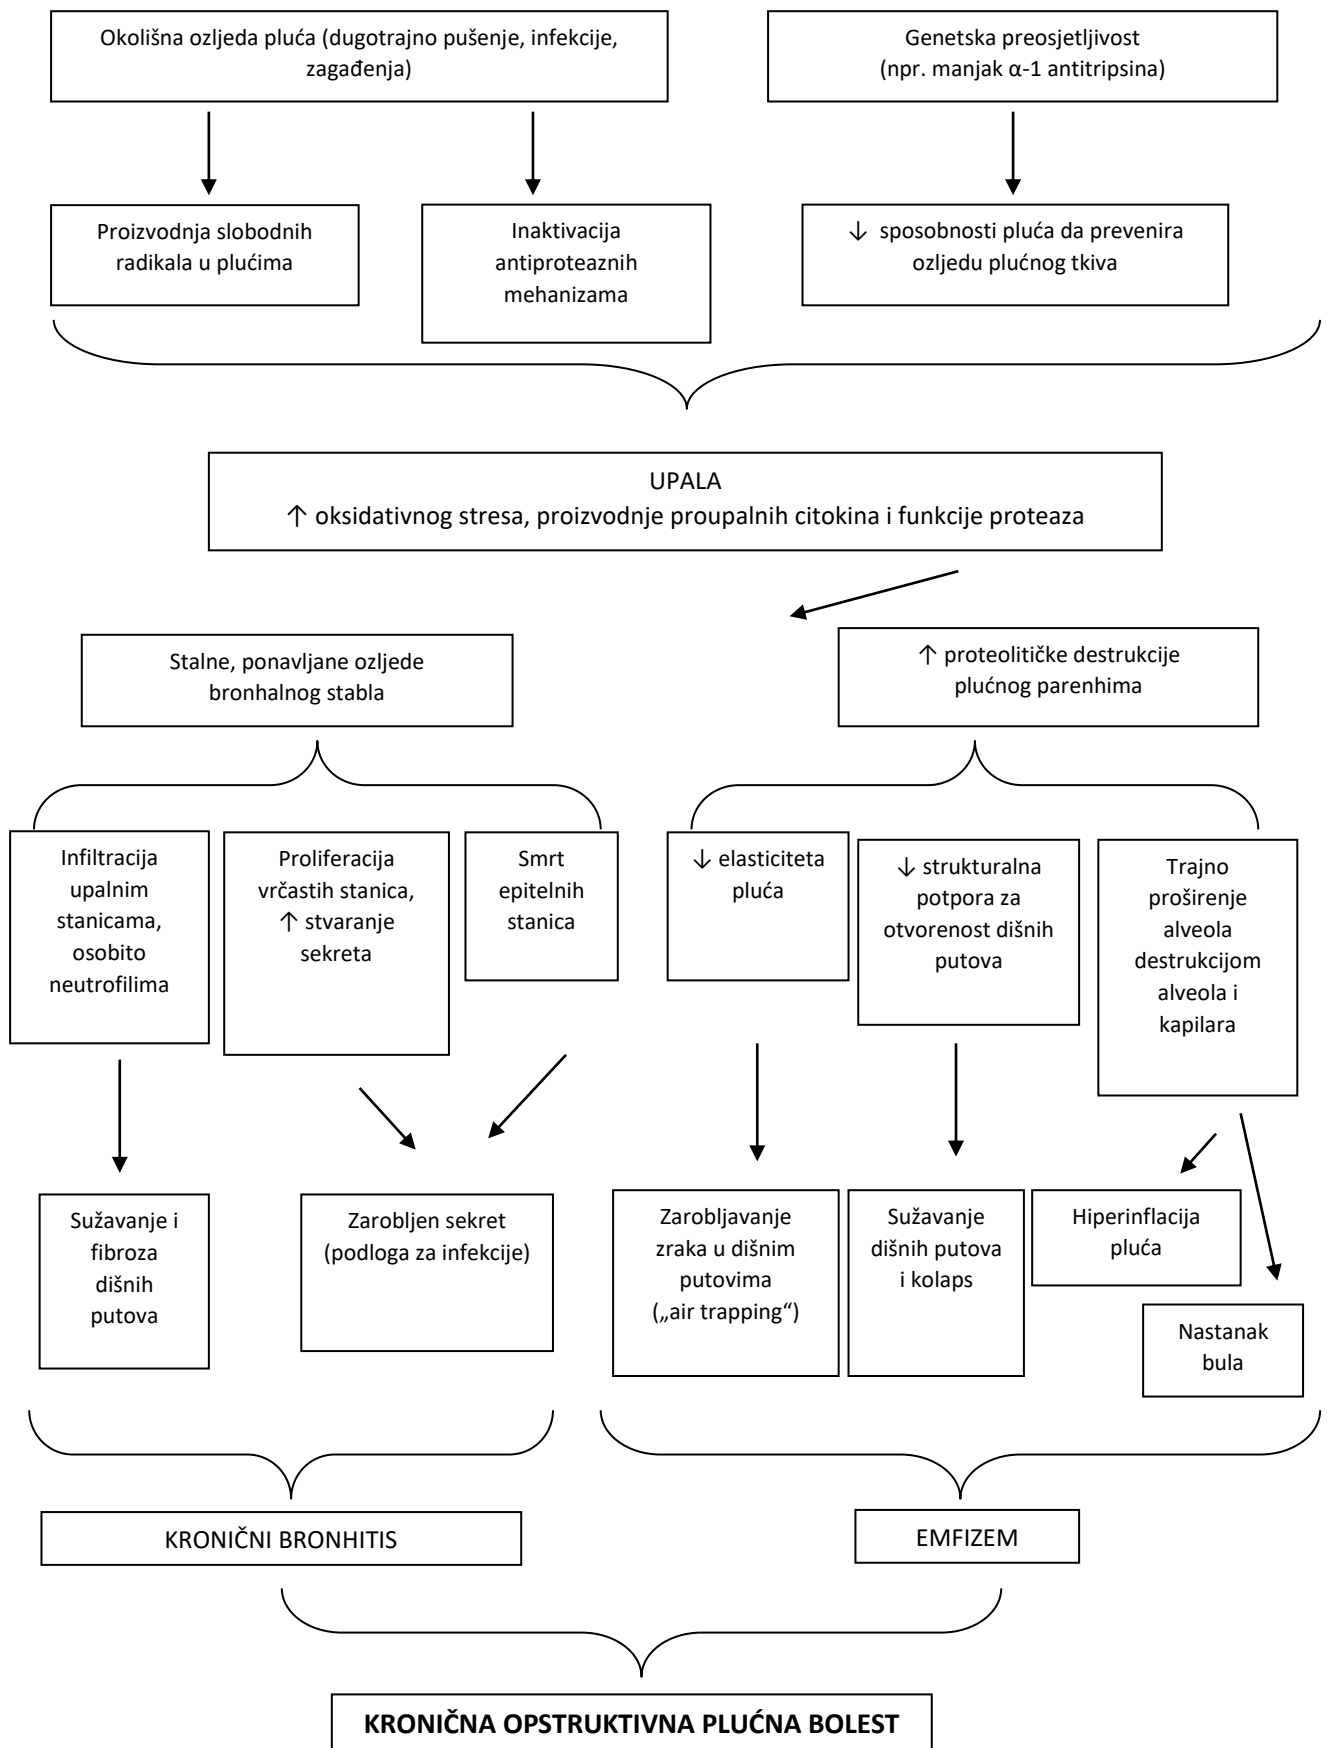 Okolišna ozljeda pluća (dugotrajno pušenje, infekcije,
zagađenja)
Genetska preosjetljivost
(npr. manjak α-1 antitripsina)
Proizvodnja slobodnih
radikala u plućima
Inaktivacija
antiproteaznih
mehanizama
↓ sposobnosti pluća da prevenira
ozljedu plućnog tkiva
UPALA
↑ oksidativnog stresa, proizvodnje proupalnih citokina i funkcije proteaza
Stalne, ponavljane ozljede
bronhalnog stabla
↑ proteolitičke destrukcije
plućnog parenhima
Infiltracija
upalnim
stanicama,
osobito
neutrofilima
Proliferacija
vrčastih stanica,
↑ stvaranje
sekreta
Smrt
epitelnih
stanica
↓ elasticiteta
pluća
↓ strukturalna
potpora za
otvorenost dišnih
putova
Trajno
proširenje
alveola
destrukcijom
alveola i
kapilara
Sužavanje i
fibroza
dišnih
putova
Zarobljen sekret
(podloga za infekcije)
Zarobljavanje
zraka u dišnim
putovima
(„air trapping“)
Sužavanje
dišnih putova
i kolaps
Hiperinflacija
pluća
Nastanak
bula
KRONIČNI BRONHITIS
EMFIZEM
KRONIČNA OPSTRUKTIVNA PLUĆNA BOLEST